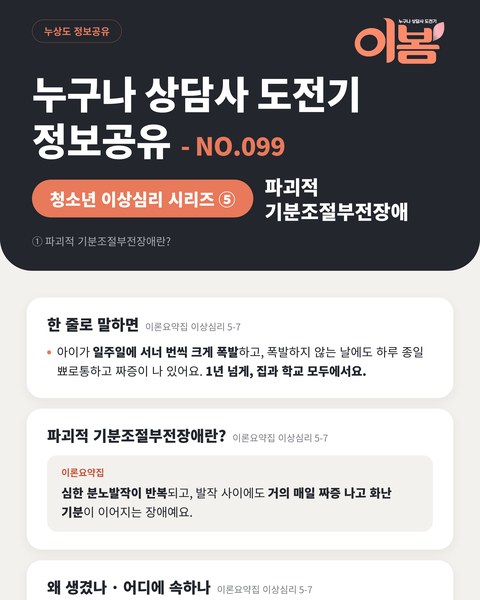 누상도 정보공유
누구나 상담사 도전기
이봄
누구나 상담사 도전기
정보공유 - NO.099
청소년 이상심리 시리즈 ⑤
파괴적
기분조절부전장애
① 파괴적 기분조절부전장애란?
한 줄로 말하면 이론요약집 이상심리 5-7
• 아이가 일주일에 서너 번씩 크게 폭발하고, 폭발하지 않는 날에도 하루 종일
뾰로통하고 짜증이 나 있어요. 1년 넘게, 집과 학교 모두에서요.
파괴적 기분조절부전장애란? 이론요약집 이상심리 5-7
이론요약집
심한 분노발작이 반복되고, 발작 사이에도 거의 매일 짜증 나고 화난
기분이 이어지는 장애예요.
왜 생겼나 · 어디에 속하나 이론요약집 이상심리 5-7